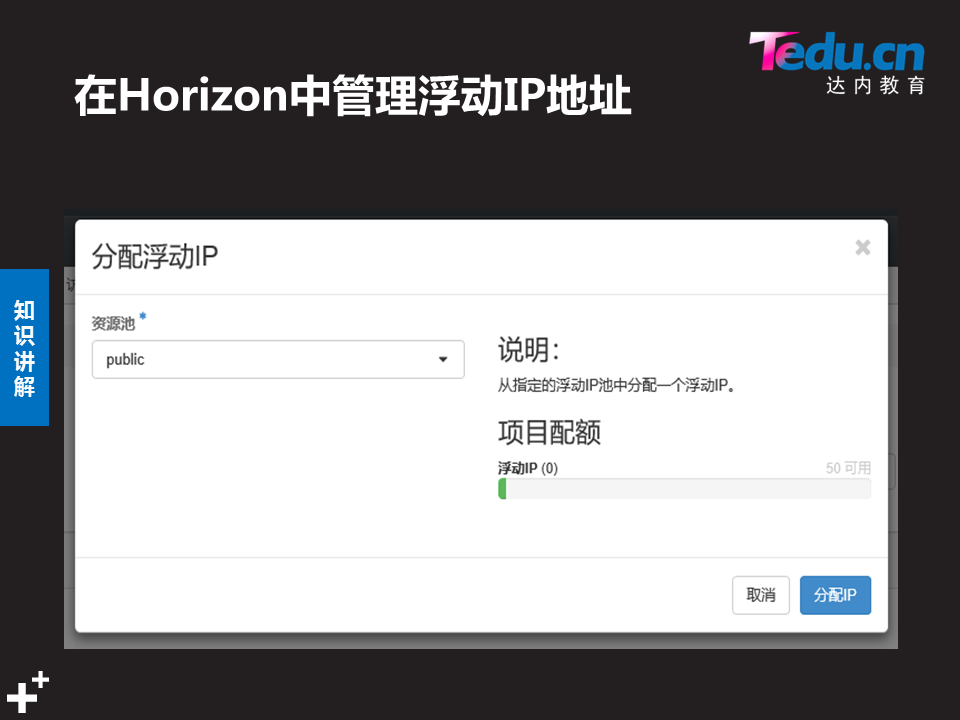 Tedu.cn
达内教育
在Horizon中管理浮动IP地址
分配浮动IP
资源池 *
public
说明：
从指定的浮动IP池中分配一个浮动IP。
项目配额
浮动IP (0)
50 可用
取消
分配IP
知识讲解